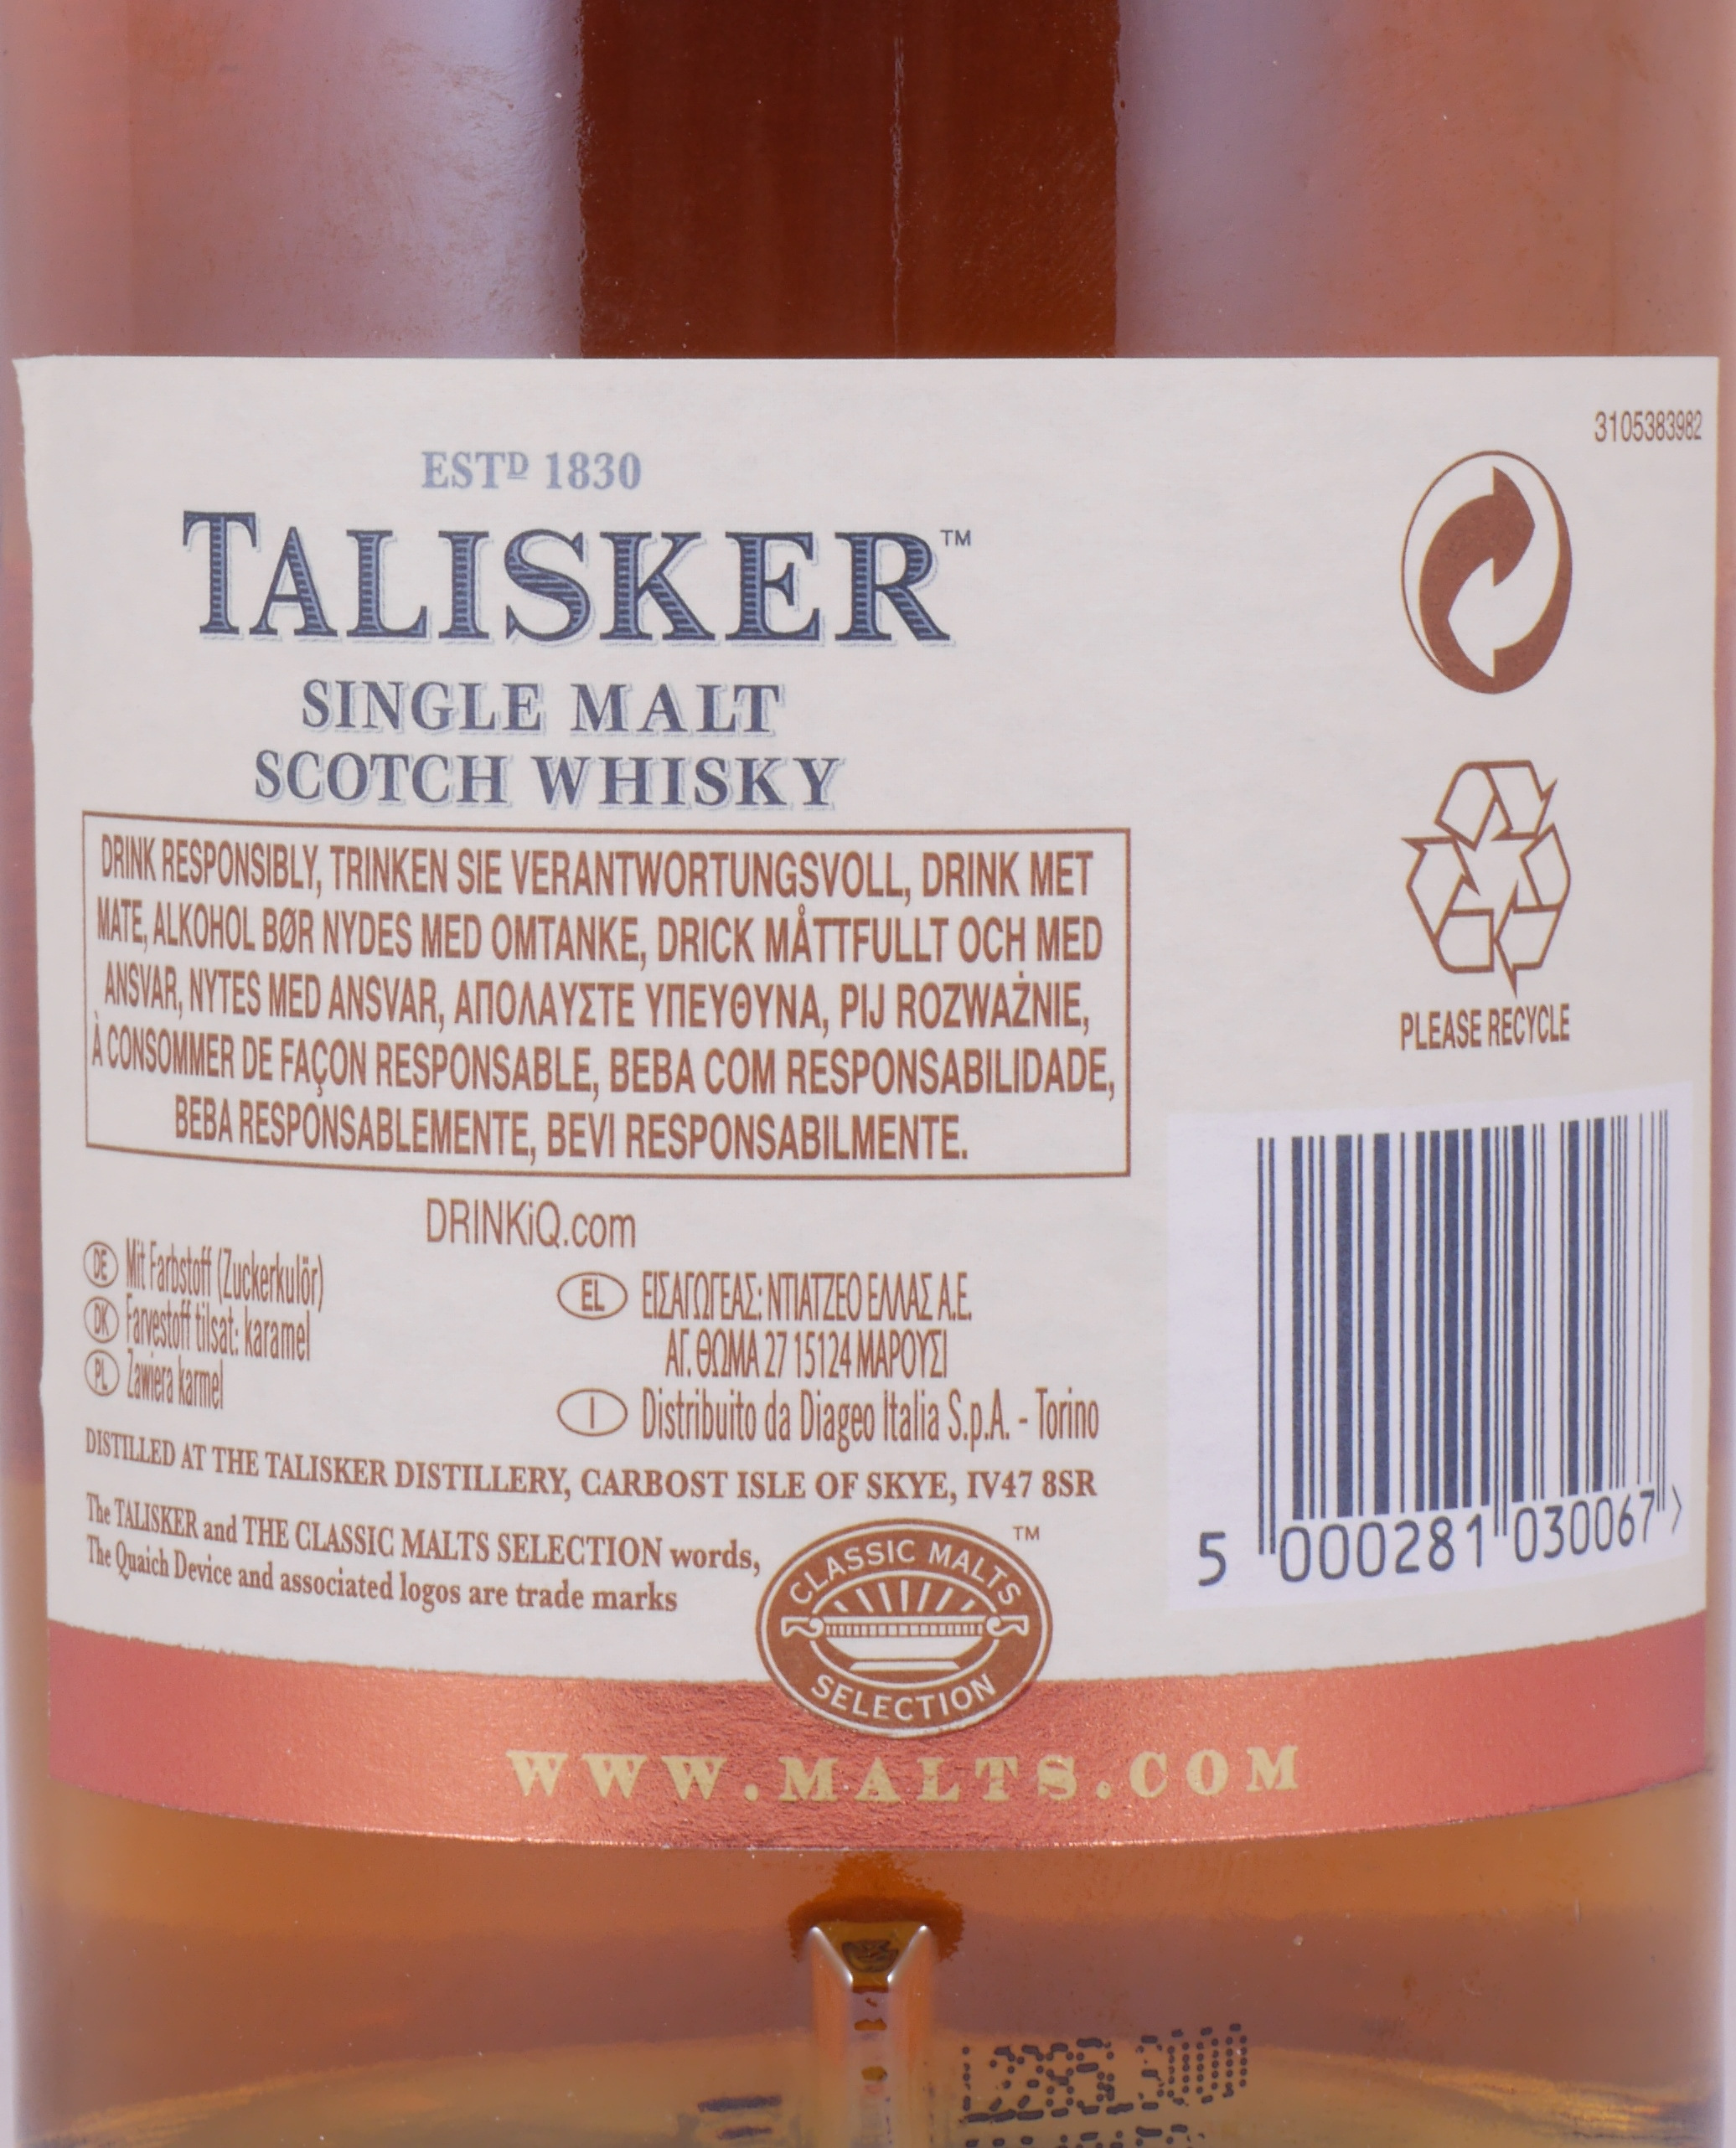 3105383982
ESTD 1830
TALISKER™
SINGLE MALT
SCOTCH WHISKY
DRINK RESPONSIBLY, TRINKEN SIE VERANTWORTUNGSVOLL, DRINK MET
MATE, ALKOHOL BØR NYDES MED OMTANKE, DRICK MÅTTFULLT OCH MED
ANSVAR, NYTES MED ANSVAR, ΑΠΟΛΑΥΣΤΕ ΥΠΕΥΘΥΝΑ, PIJ ROZWAŻNIE,
À CONSOMMER DE FAÇON RESPONSABLE, BEBA COM RESPONSABILIDADE,
BEBA RESPONSABLEMENTE, BEVI RESPONSABILMENTE.
PLEASE RECYCLE
DRINKiQ.com
DE Mit Farbstoff (Zuckerkulör)
DK Farvestoff tilsat: karamel
PL Zawiera karmel
EL ΕΙΣΑΓΩΓΕΑΣ: ΝΤΙΑΤΖΕΟ ΕΛΛΑΣ Α.Ε.
ΑΓ. ΘΩΜΑ 27 15124 ΜΑΡΟΥΣΙ
I Distribuito da Diageo Italia S.p.A. - Torino
DISTILLED AT THE TALISKER DISTILLERY, CARBOST ISLE OF SKYE, IV47 8SR
The TALISKER and THE CLASSIC MALTS SELECTION words,
The Quaich Device and associated logos are trade marks
CLASSIC MALTS
SELECTION
™
5 000281 030067 >
WWW.MALTS.COM